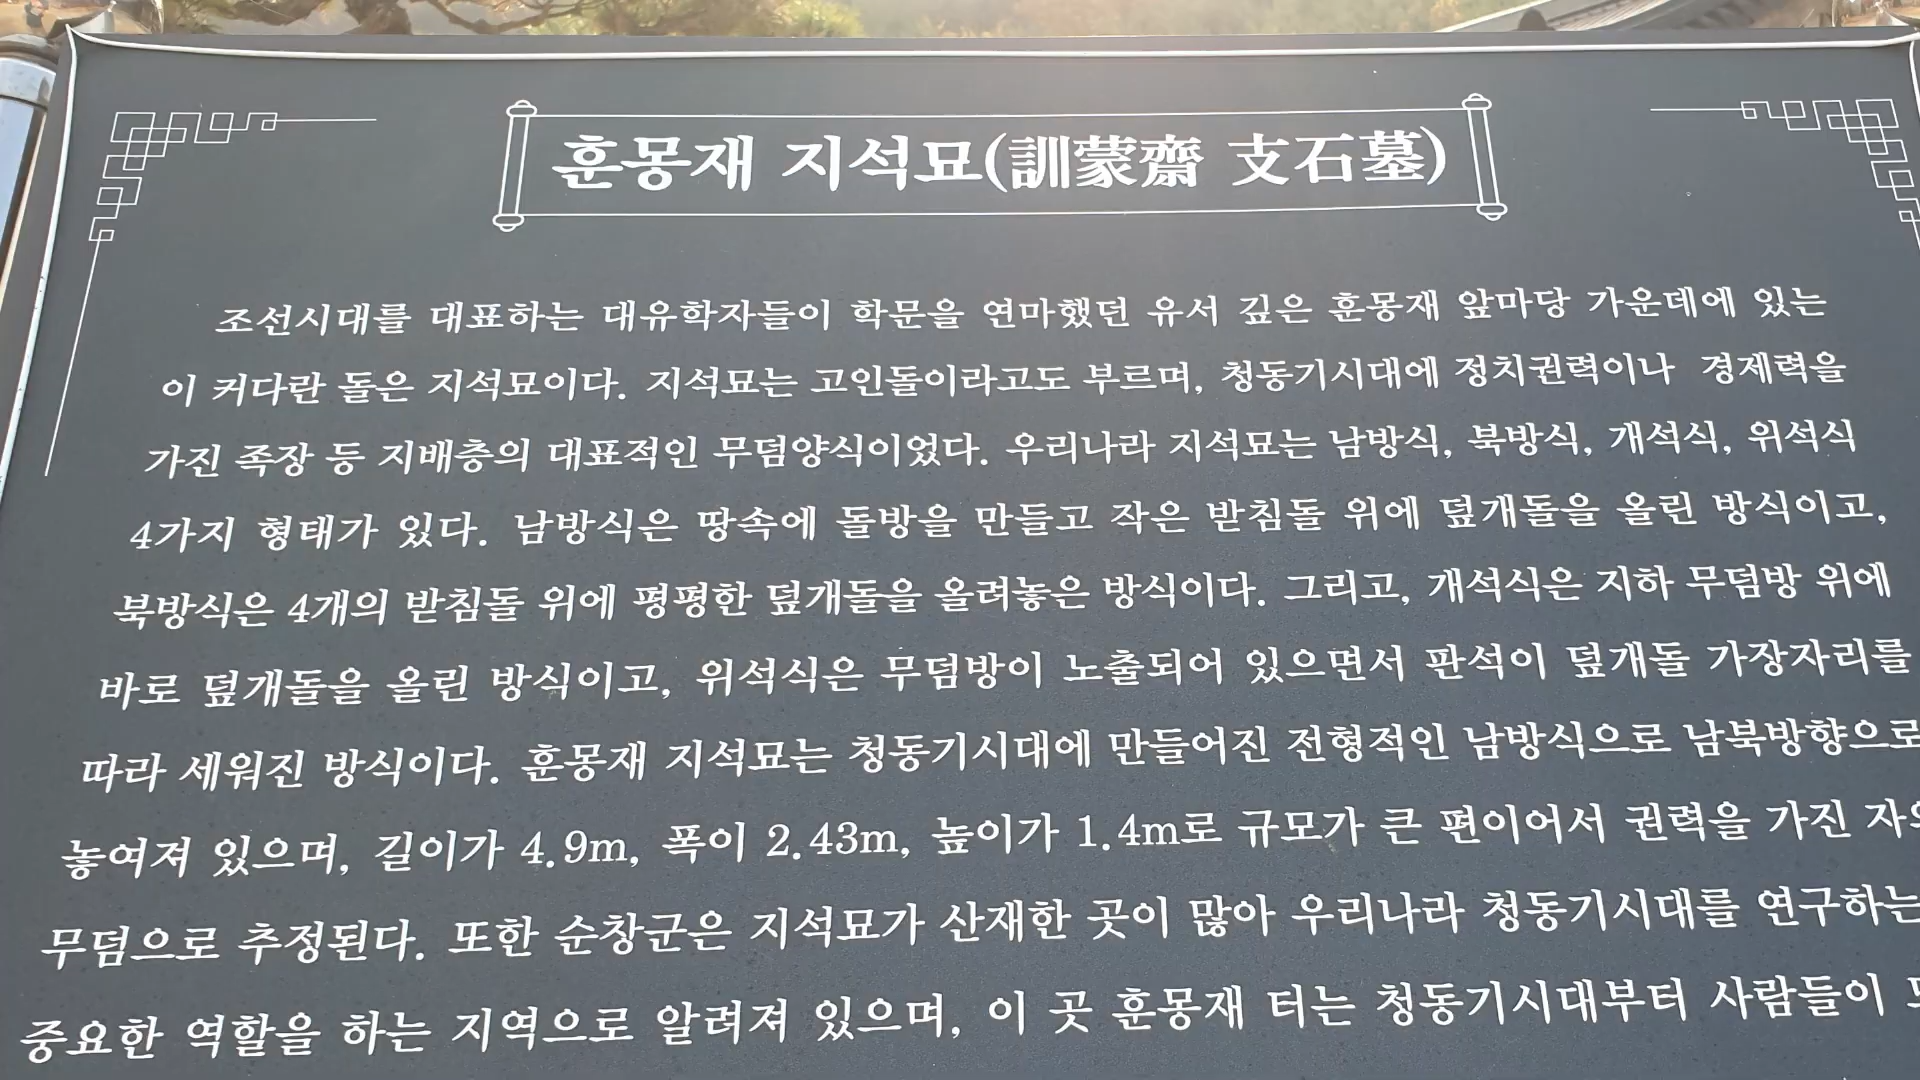 훈몽재 지석묘(訓蒙齋 支石墓)
조선시대를 대표하는 대유학자들이 학문을 연마했던 유서 깊은 훈몽재 앞마당 가운데에 있는
이 커다란 돌은 지석묘이다. 지석묘는 고인돌이라고도 부르며, 청동기시대에 정치권력이나 경제력을
가진 족장 등 지배층의 대표적인 무덤양식이었다. 우리나라 지석묘는 남방식, 북방식, 개석식, 위석식
4가지 형태가 있다. 남방식은 땅속에 돌방을 만들고 작은 받침돌 위에 덮개돌을 올린 방식이고,
북방식은 4개의 받침돌 위에 평평한 덮개돌을 올려놓은 방식이다. 그리고, 개석식은 지하 무덤방 위에
바로 덮개돌을 올린 방식이고, 위석식은 무덤방이 노출되어 있으면서 판석이 덮개돌 가장자리를
따라 세워진 방식이다. 훈몽재 지석묘는 청동기시대에 만들어진 전형적인 남방식으로 남북방향으로
놓여져 있으며, 길이가 4.9m, 폭이 2.43m, 높이가 1.4m로 규모가 큰 편이어서 권력을 가진 자의
무덤으로 추정된다. 또한 순창군은 지석묘가 산재한 곳이 많아 우리나라 청동기시대를 연구하는
중요한 역할을 하는 지역으로 알려져 있으며, 이 곳 훈몽재 터는 청동기시대부터 사람들이